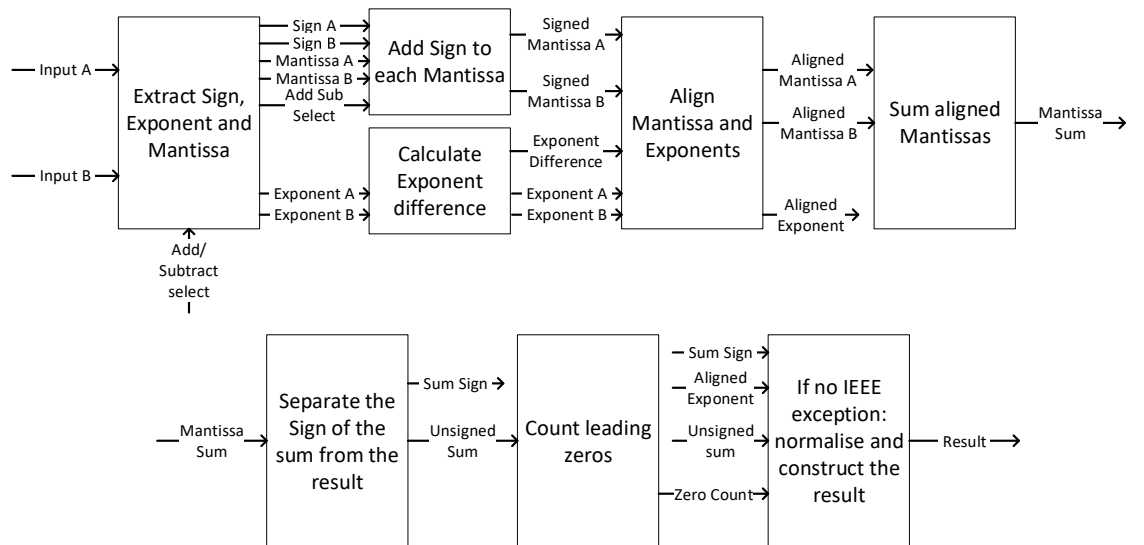 Input A
Input B
Extract Sign,
Exponent and
Mantissa
Add/
Subtract
select
Sign A
Sign B
Mantissa A
Mantissa B
Add Sub
Select
Exponent A
Exponent B
Add Sign to
each Mantissa
Calculate
Exponent
difference
Signed
Mantissa A
Signed
Mantissa B
Exponent
Difference
Exponent A
Exponent B
Align
Mantissa and
Exponents
Aligned
Mantissa A
Aligned
Mantissa B
Aligned
Exponent
Sum aligned
Mantissas
Mantissa
Sum
Mantissa
Sum
Separate the
Sign of the
sum from the
result
Sum Sign
Unsigned
Sum
Count leading
zeros
Sum Sign
Aligned
Exponent
Unsigned
sum
Zero Count
If no IEEE
exception:
normalise and
construct the
result
Result